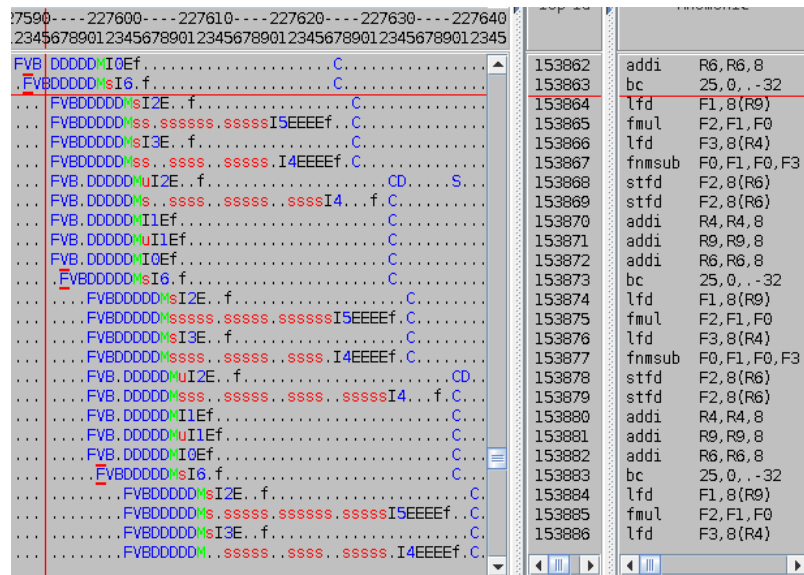 27590----227600----227610----227620----227630----227640
.234567890123456789012345678901234567890123456789012345
FVB DDDDDMI0Ef.....................C................ 153862 addi R6,R6,8
.FVBDDDDDMsI6.f....................C................ 153863 bc 25,0,.-32
... FVBDDDDDMsI2E..f.................C.............. 153864 lfd F1,8(R9)
... FVBDDDDDMss.ssssss.sssssI5EEEEf..C.............. 153865 fmul F2,F1,F0
... FVBDDDDDMsI3E..f.................C.............. 153866 lfd F3,8(R4)
... FVBDDDDDMss..ssss..sssss.I4EEEEf.C.............. 153867 fnmsub F0,F1,F0,F3
... FVB.DDDDDMuI2E..f....................CD.....S... 153868 stfd F2,8(R6)
... FVB.DDDDDMs..ssss..sssss..ssssI4...f.C.......... 153869 stfd F2,8(R6)
... FVB.DDDDDMI1Ef.......................C.......... 153870 addi R4,R4,8
... FVB.DDDDDMuI1Ef......................C.......... 153871 addi R9,R9,8
... FVB.DDDDDMI0Ef.......................C.......... 153872 addi R6,R6,8
... .FVBDDDDDMsI6.f......................C.......... 153873 bc 25,0,.-32
... ....FVBDDDDDMsI2E..f...................C........ 153874 lfd F1,8(R9)
... ....FVBDDDDDMsssss.sssss.ssssssI5EEEEf.C........ 153875 fmul F2,F1,F0
... ....FVBDDDDDMsI3E..f...................C........ 153876 lfd F3,8(R4)
... ....FVBDDDDDMssss..sssss..ssss.I4EEEEf.C........ 153877 fnmsub F0,F1,F0,F3
... ....FVB.DDDDDMuI2E..f.......................CD.. 153878 stfd F2,8(R6)
... ....FVB.DDDDDMsss..sssss..ssss..sssssI4...f.C... 153879 stfd F2,8(R6)
... ....FVB.DDDDDMI1Ef..........................C... 153880 addi R4,R4,8
... ....FVB.DDDDDMuI1Ef.........................C... 153881 addi R9,R9,8
... ....FVB.DDDDDMI0Ef..........................C... 153882 addi R6,R6,8
... .....FVBDDDDDMsI6.f.........................C... 153883 bc 25,0,.-32
... ........FVBDDDDDMsI2E..f......................C. 153884 lfd F1,8(R9)
... ........FVBDDDDDMs.sssss.ssssss.sssssI5EEEEf..C. 153885 fmul F2,F1,F0
... ........FVBDDDDDMsI3E..f......................C. 153886 lfd F3,8(R4)
... ........FVBDDDDDM..sssss..ssss..sssss.I4EEEEf.C.